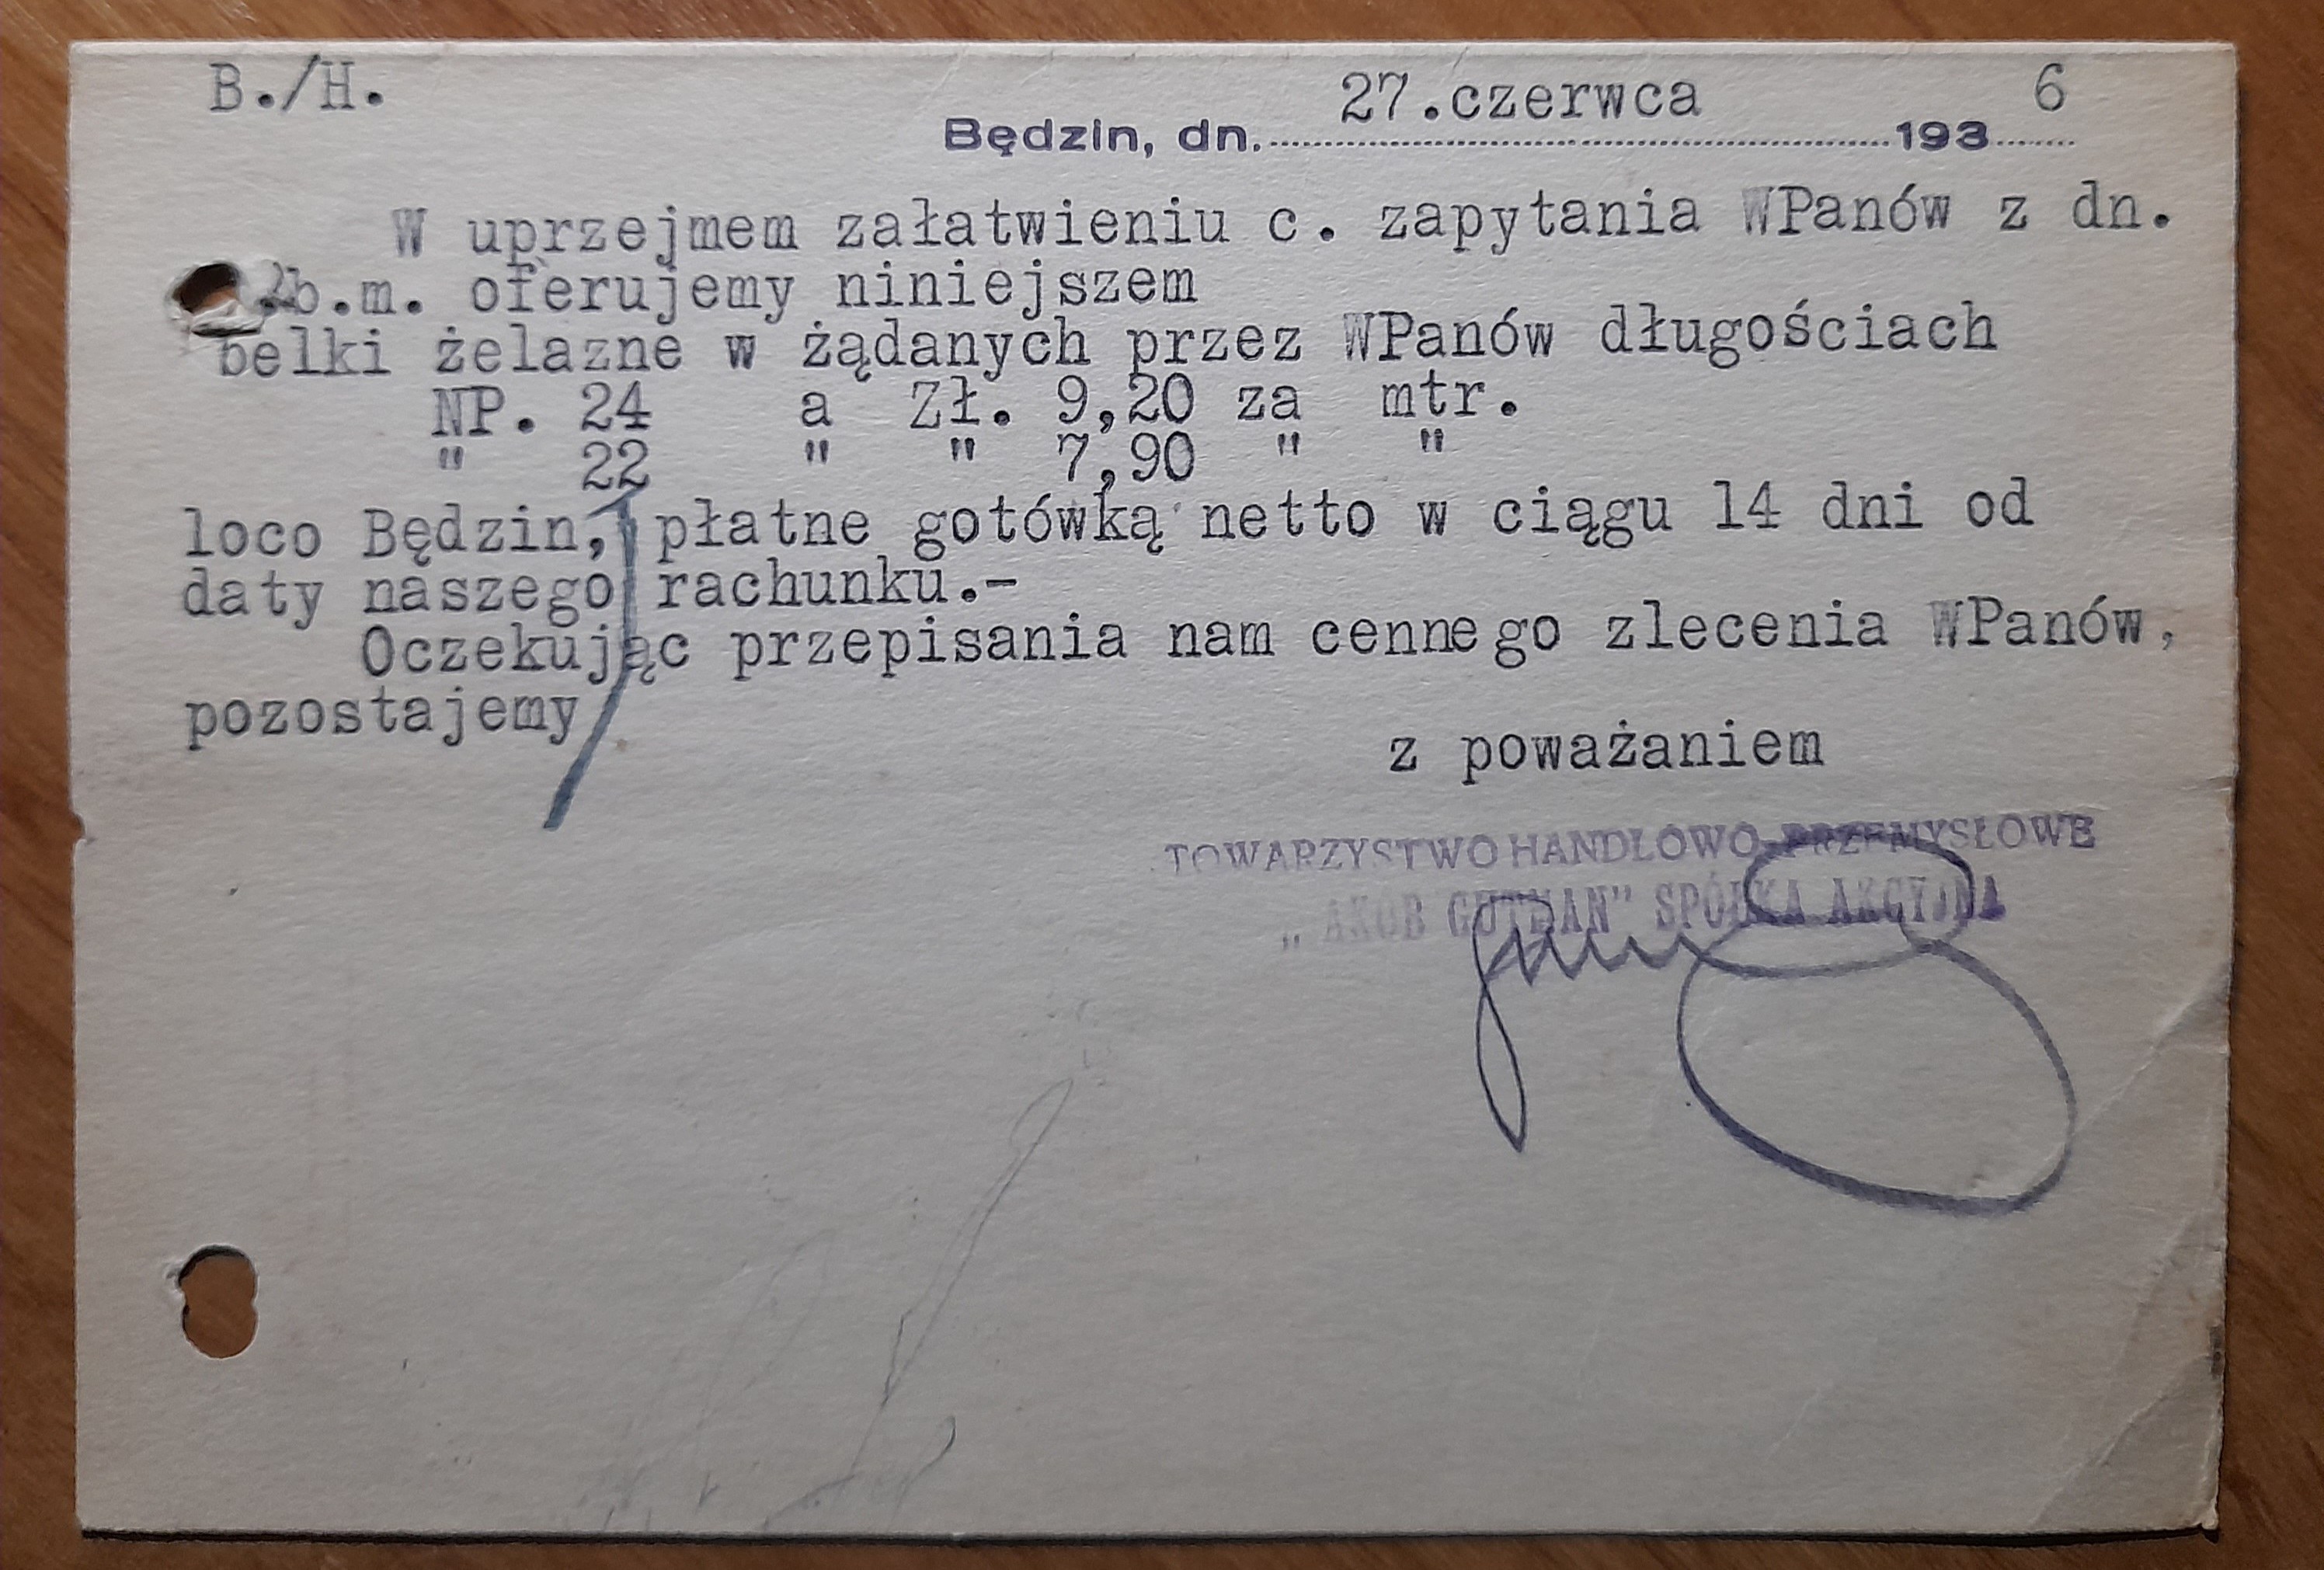 B./H.
27.czerwca 6
Będzin, dn. 193
W uprzejmem załatwieniu c. zapytania WPanów z dn.
b.m. oferujemy niniejszem
belki żelazne w żądanych przez WPanów długościach
NP. 24 a Zł. 9,20 za mtr.
" 22 " " 7,90 " "
loco Będzin, płatne gotówką netto w ciągu 14 dni od
daty naszego rachunku.-
Oczekując przepisania nam cennego zlecenia WPanów,
pozostajemy
z poważaniem
TOWARZYSTWO HANDLOWO-PRZEMYSŁOWE
„ AKÓB GUTMAN" SPÓŁKA AKCYJNA